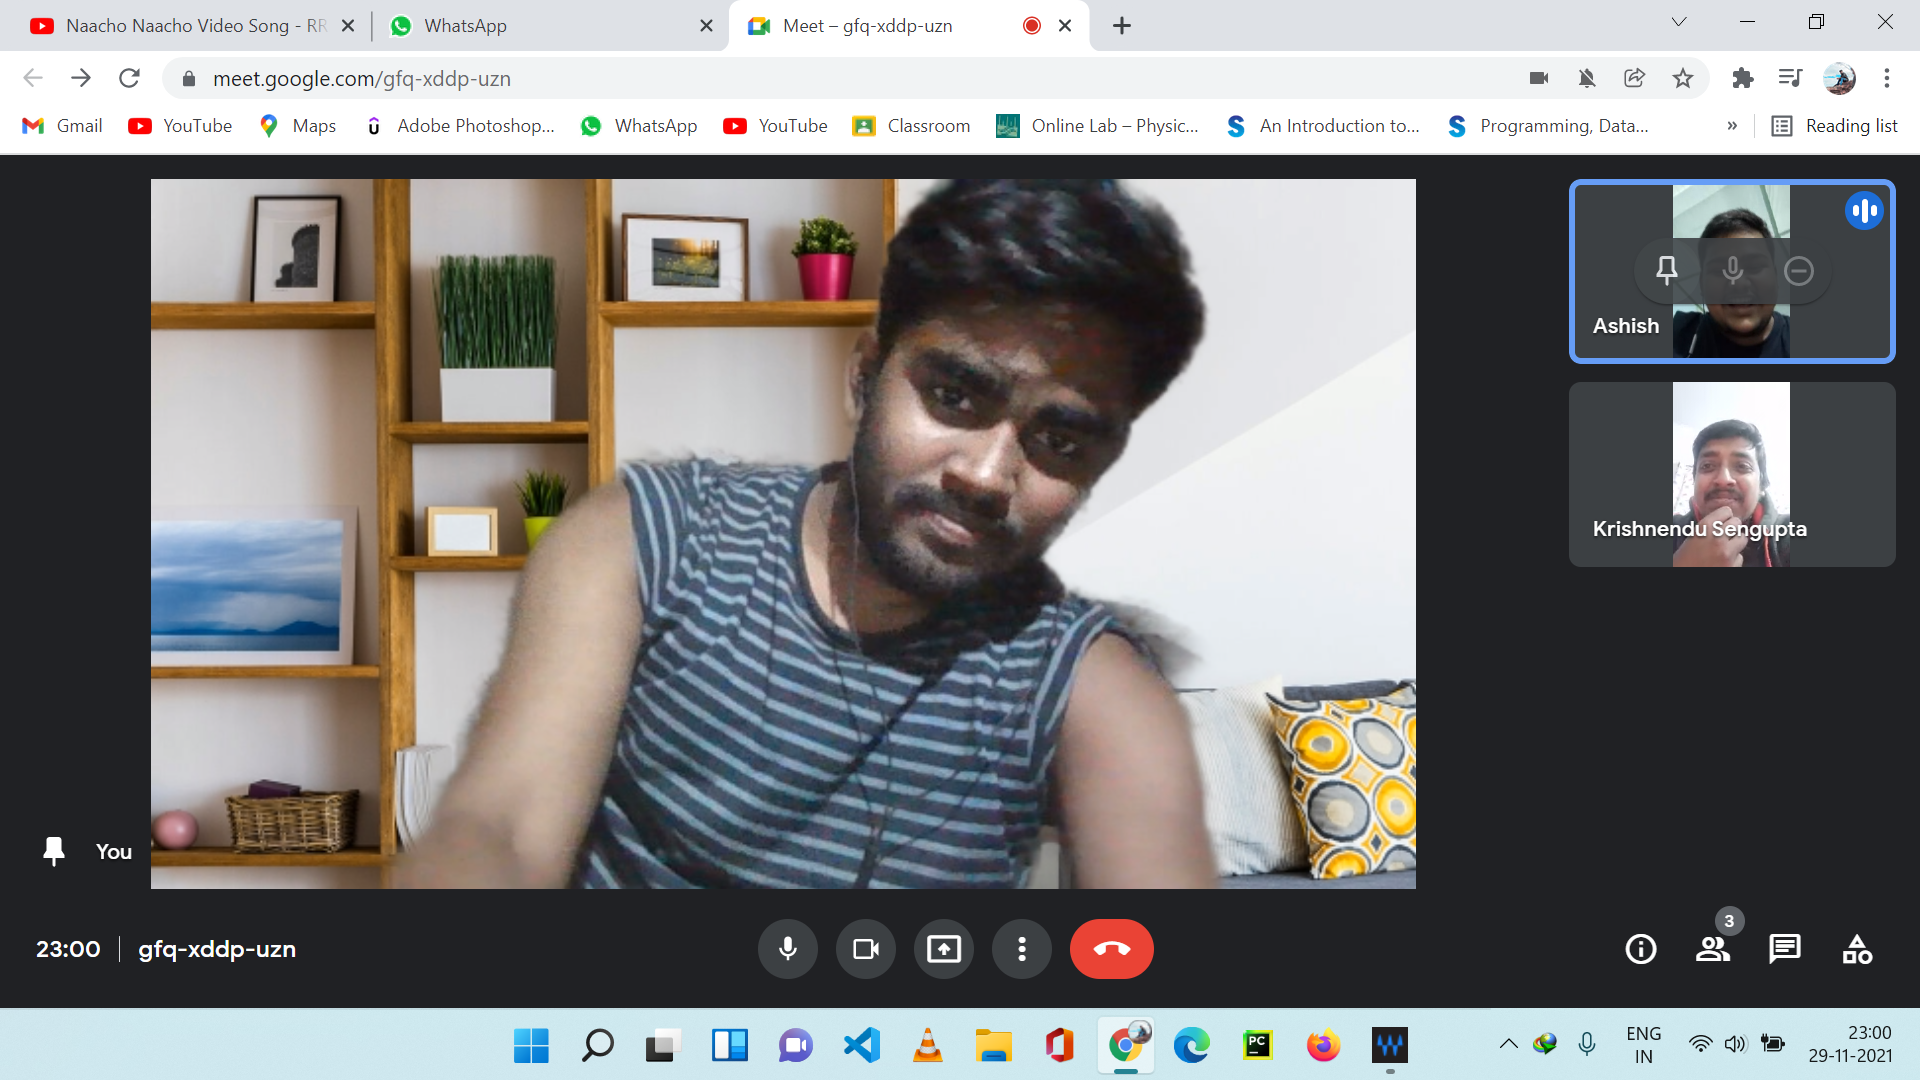 Naacho Naacho Video Song - RR
WhatsApp
Meet – gfq-xddp-uzn
meet.google.com/gfq-xddp-uzn
Gmail
YouTube
Maps
Adobe Photoshop...
WhatsApp
YouTube
Classroom
Online Lab – Physic...
An Introduction to...
Programming, Data...
»
Reading list
Ashish
Krishnendu Sengupta
You
23:00
gfq-xddp-uzn
3
PC
ENG
IN
23:00
29-11-2021